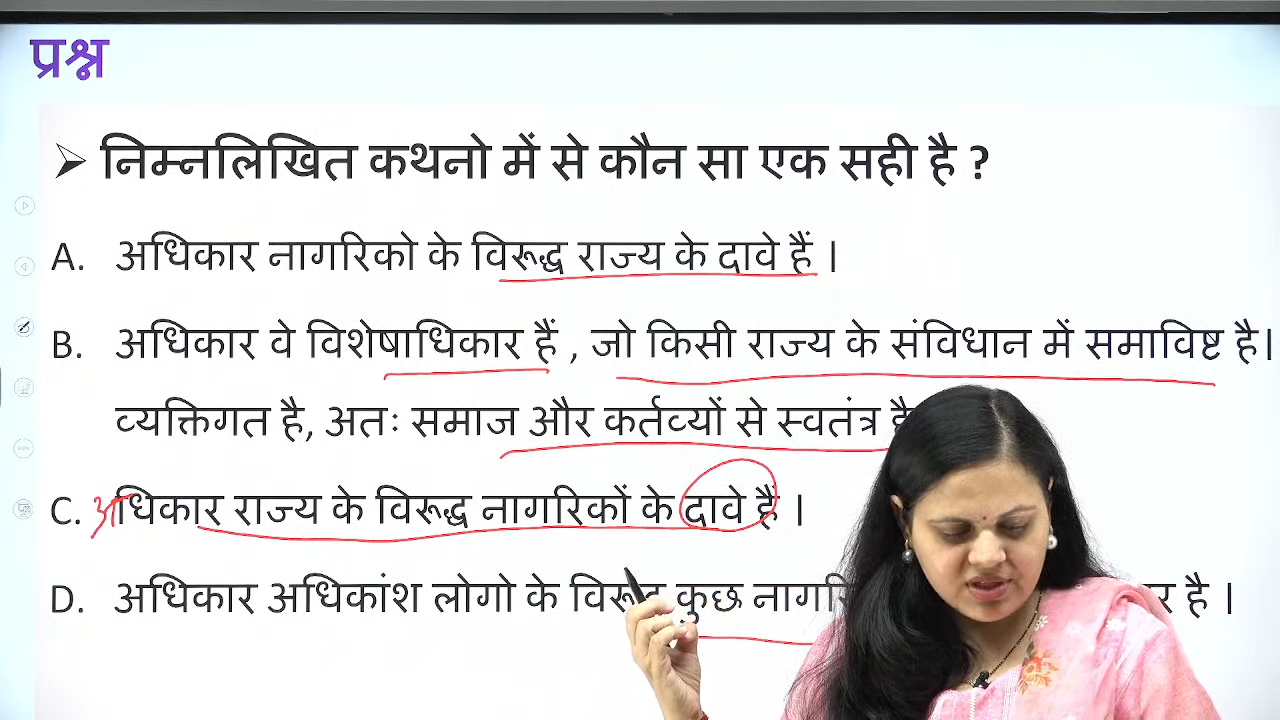 प्रश्न
➢ निम्नलिखित कथनो में से कौन सा एक सही है ?
A. अधिकार नागरिको के विरूद्ध राज्य के दावे हैं ।
B. अधिकार वे विशेषाधिकार हैं , जो किसी राज्य के संविधान में समाविष्ट है।
व्यक्तिगत है, अतः समाज और कर्तव्यों से स्वतंत्र
C. अधिकार राज्य के विरूद्ध नागरिकों के दावे हैं ।
D. अधिकार अधिकांश लोगो के विरूद्ध कुछ है ।